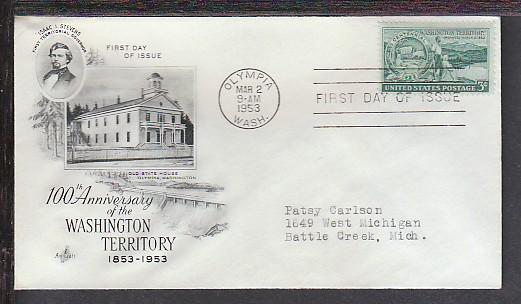 ISAAC I. STEVENS
FIRST TERRITORIAL GOVERNOR
FIRST DAY
OF ISSUE
OLD STATE HOUSE
OLYMPIA, WASHINGTON
100th Anniversary
of the
WASHINGTON
TERRITORY
1853-1953
ArtCraft
OLYMPIA
MAR 2
9-AM
1953
WASH.
FIRST DAY OF ISSUE
WASHINGTON TERRITORY
UNITED STATES POSTAGE 3¢
Patsy Carlson
1649 West Michigan
Battle Creek, Mich.